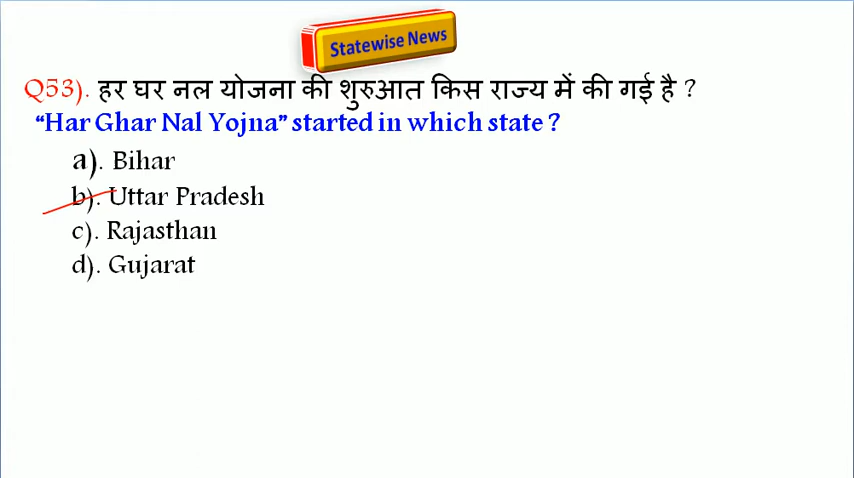 Statewise News
Q53). हर घर नल योजना की शुरुआत किस राज्य में की गई है ?
“Har Ghar Nal Yojna” started in which state ?
a). Bihar
b). Uttar Pradesh
c). Rajasthan
d). Gujarat